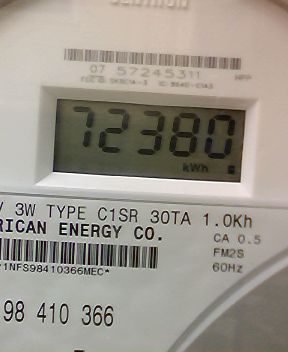 07 57245311 HPP
72380
kWh
3W TYPE C1SR 30TA 1.0Kh
RICAN ENERGY CO.
CA 0.5
FM2S
60Hz
98 410 366